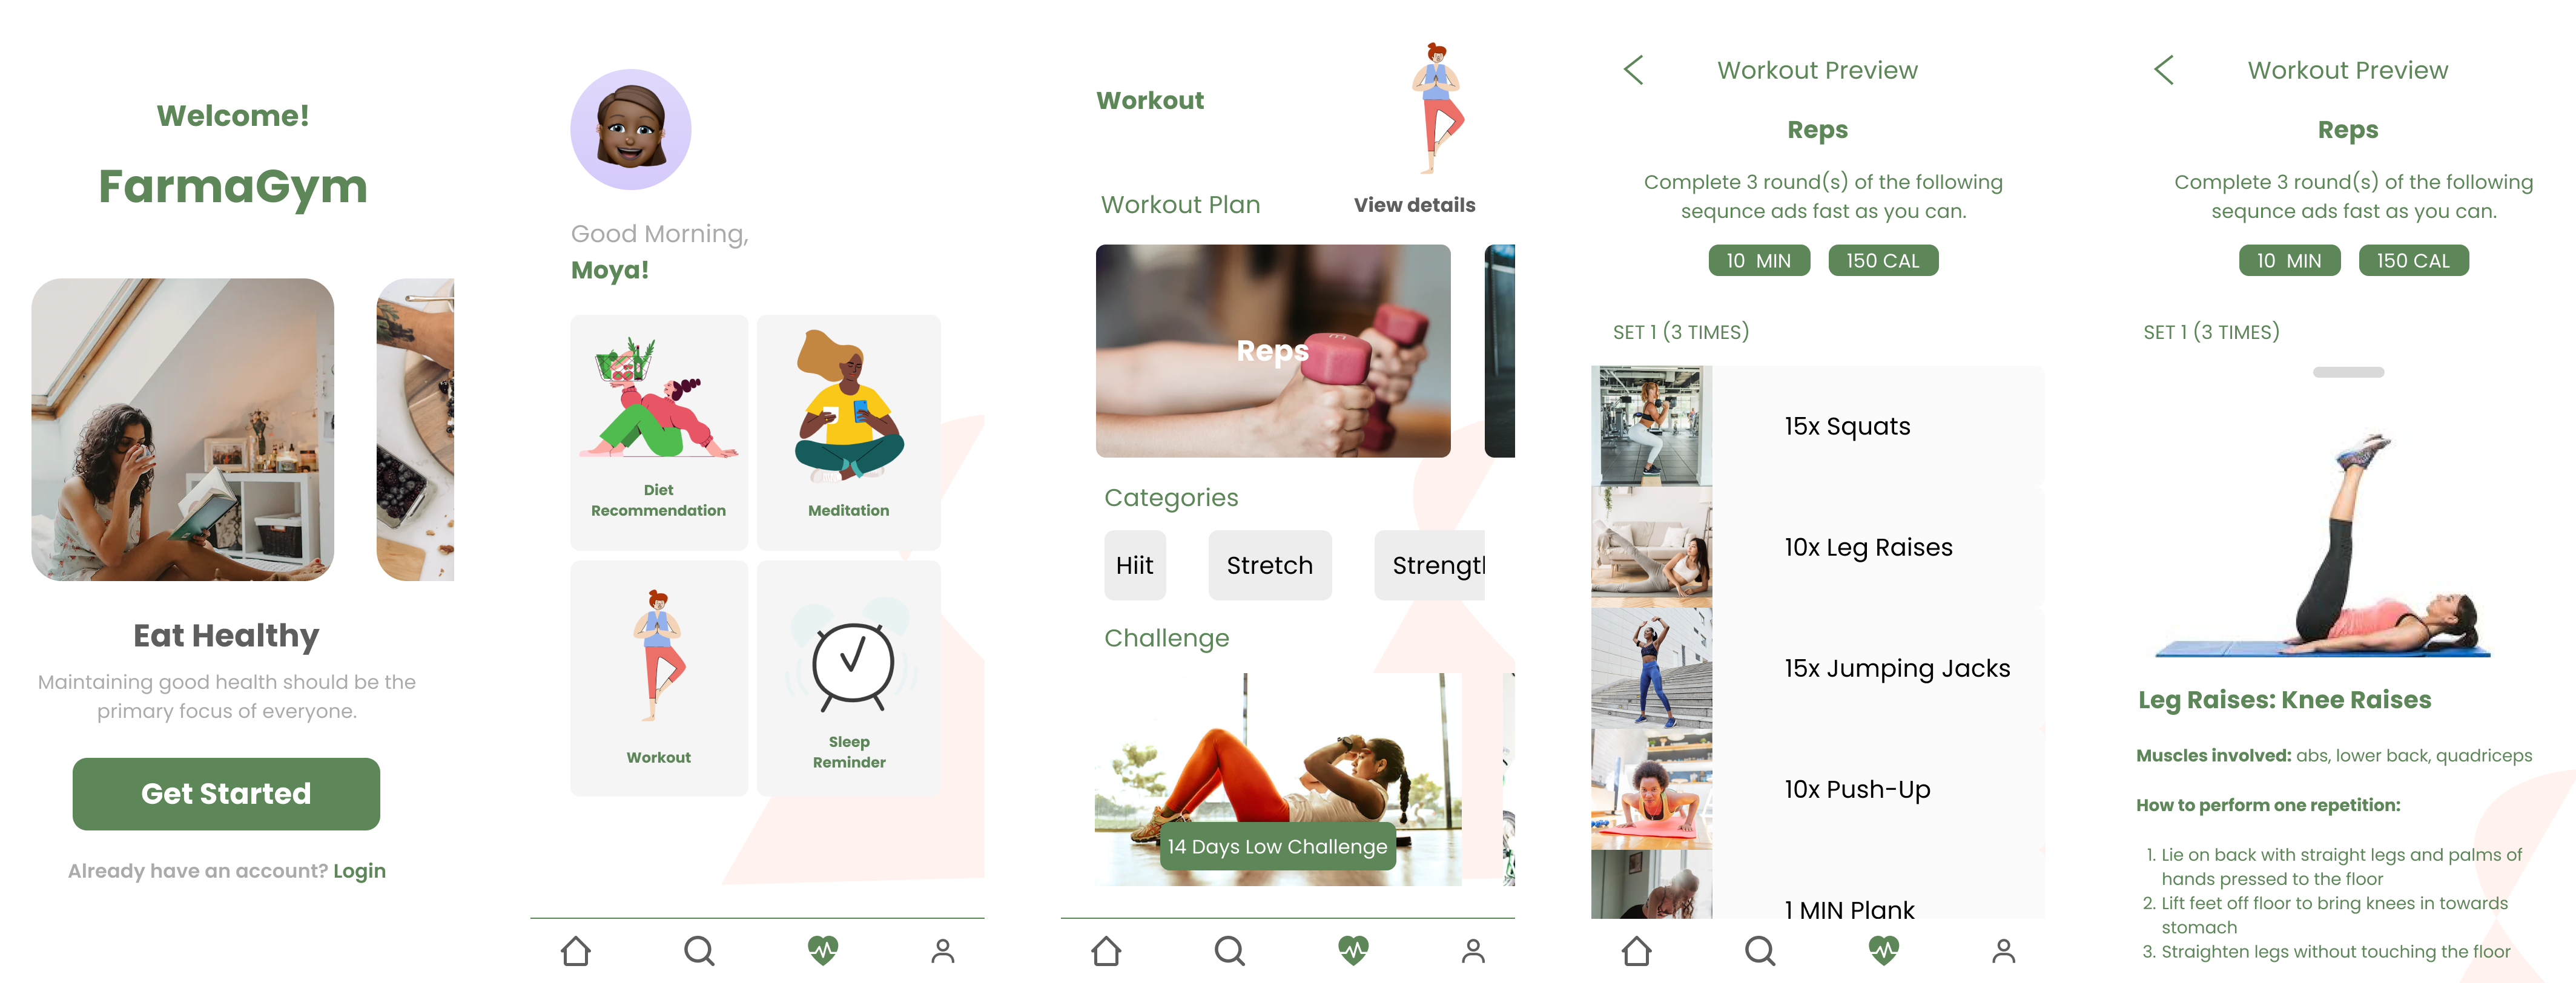 Welcome!
FarmaGym
Eat Healthy
Maintaining good health should be the
primary focus of everyone.
Get Started
Already have an account? Login
Good Morning,
Moya!
Diet
Recommendation
Meditation
Workout
Sleep
Reminder
Workout
Workout Plan
View details
Reps
Categories
Hiit
Stretch
Strengtl
Challenge
14 Days Low Challenge
Workout Preview
Reps
Complete 3 round(s) of the following
sequnce ads fast as you can.
10 MIN
150 CAL
SET 1 (3 TIMES)
15x Squats
10x Leg Raises
15x Jumping Jacks
10x Push-Up
1 MIN Plank
Workout Preview
Reps
Complete 3 round(s) of the following
sequnce ads fast as you can.
10 MIN
150 CAL
SET 1 (3 TIMES)
Leg Raises: Knee Raises
Muscles involved: abs, lower back, quadriceps
How to perform one repetition:
1. Lie on back with straight legs and palms of
hands pressed to the floor
2. Lift feet off floor to bring knees in towards
stomach
3. Straighten legs without touching the floor